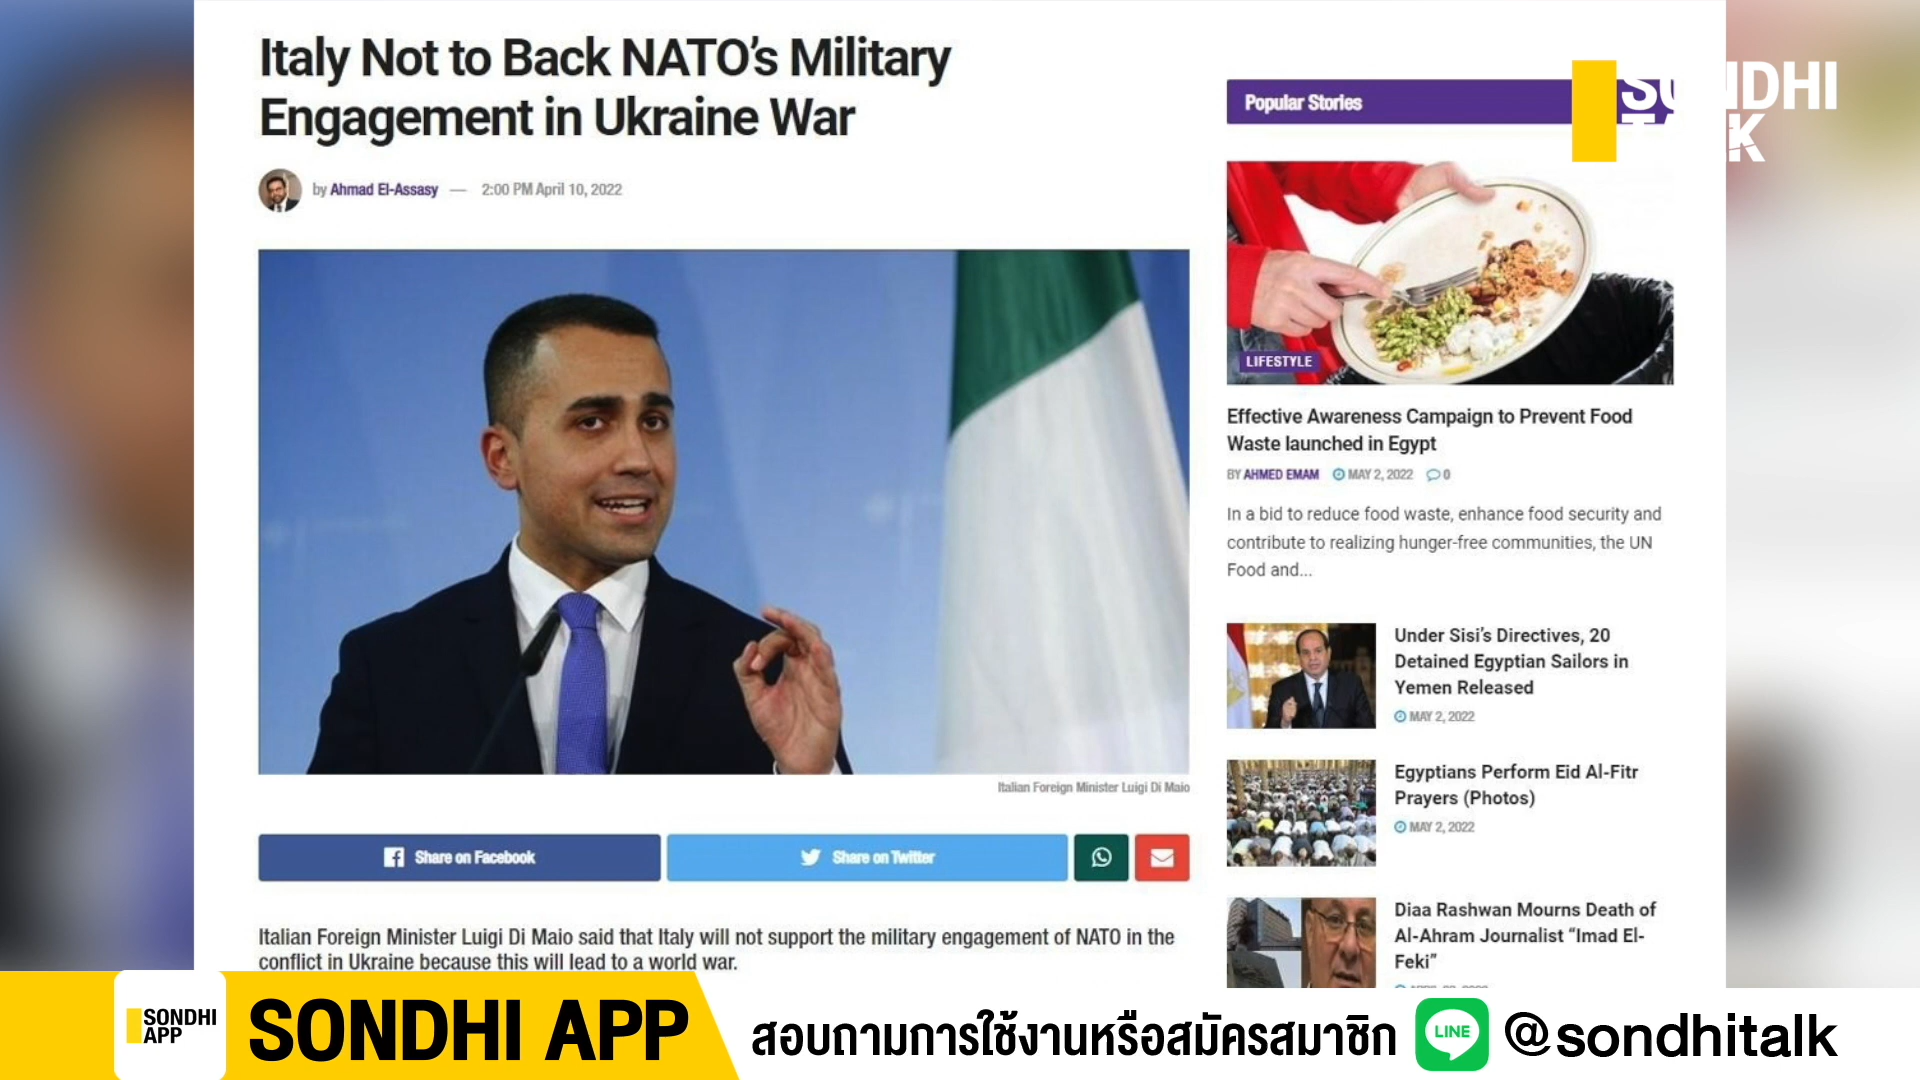 Italy Not to Back NATO's Military
Engagement in Ukraine War
by Ahmad El-Assasy — 2:00 PM April 10, 2022
Italian Foreign Minister Luigi Di Maio
Share on Facebook
Share on Twitter
Italian Foreign Minister Luigi Di Maio said that Italy will not support the military engagement of NATO in the
conflict in Ukraine because this will lead to a world war.
Popular Stories
SONDHI
TALK
LIFESTYLE
Effective Awareness Campaign to Prevent Food
Waste launched in Egypt
BY AHMED EMAM MAY 2, 2022 0
In a bid to reduce food waste, enhance food security and
contribute to realizing hunger-free communities, the UN
Food and...
Under Sisi's Directives, 20
Detained Egyptian Sailors in
Yemen Released
MAY 2, 2022
Egyptians Perform Eid Al-Fitr
Prayers (Photos)
MAY 2, 2022
Diaa Rashwan Mourns Death of
Al-Ahram Journalist “Imad El-
Feki”
SONDHI
APP
SONDHI APP
สอบถามการใช้งานหรือสมัครสมาชิก
LINE
@sondhitalk